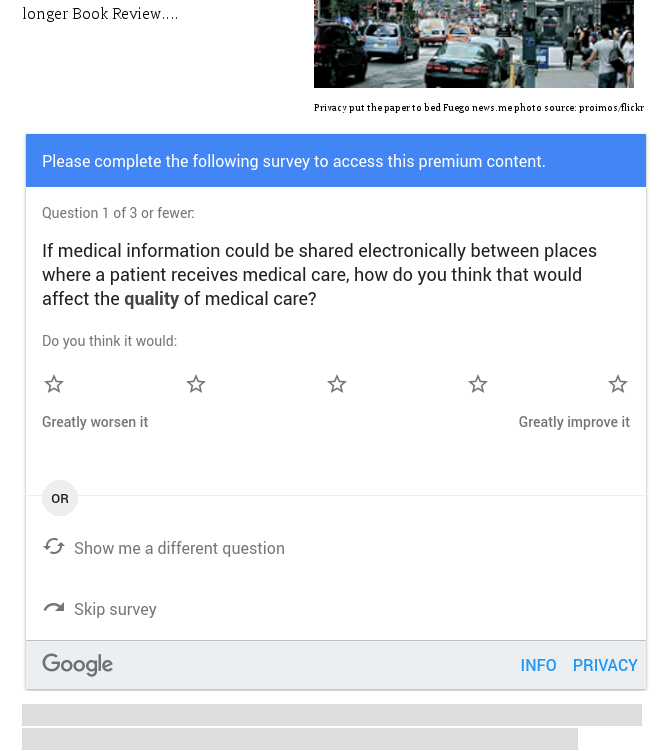 longer Book Review....
Privacy put the paper to bed Fuego news.me photo source: proimos/flickr
Please complete the following survey to access this premium content.
Question 1 of 3 or fewer:
If medical information could be shared electronically between places
where a patient receives medical care, how do you think that would
affect the quality of medical care?
Do you think it would:
Greatly worsen it
Greatly improve it
OR
Show me a different question
Skip survey
Google
INFO PRIVACY